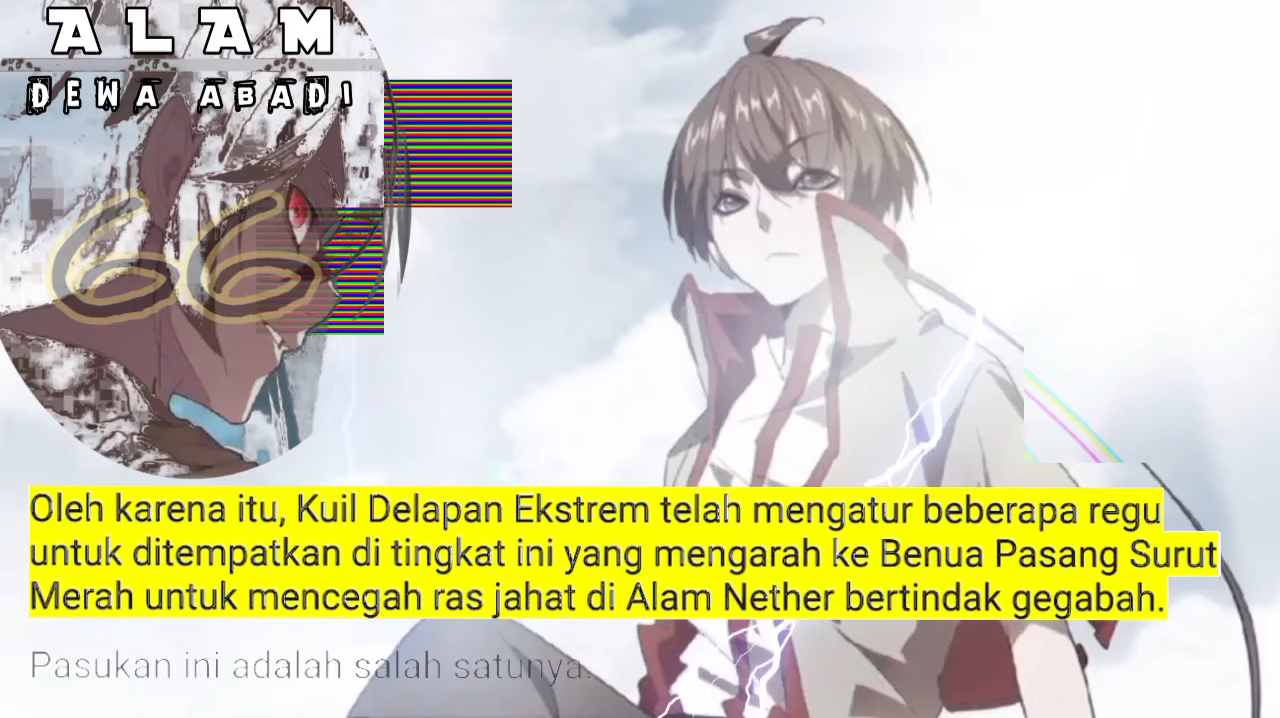 ALAM
DEWA ABADI
66
Oleh karena itu, Kuil Delapan Ekstrem telah mengatur beberapa regu
untuk ditempatkan di tingkat ini yang mengarah ke Benua Pasang Surut
Merah untuk mencegah ras jahat di Alam Nether bertindak gegabah.
Pasukan ini adalah salah satunya.